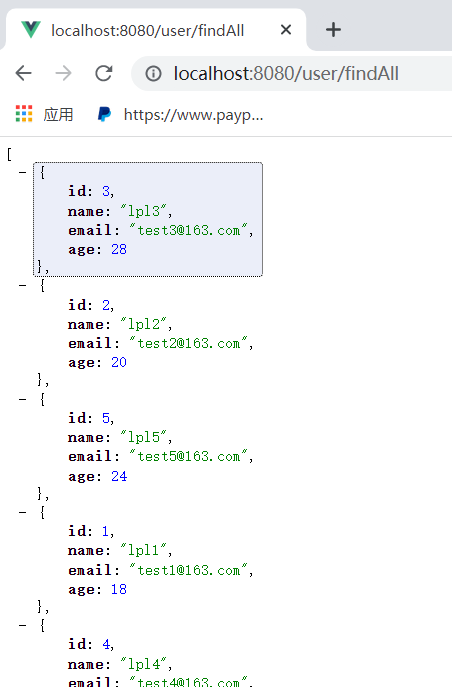 localhost:8080/user/findAll
localhost:8080/user/findAll
应用 https://www.payp...
[
- {
id: 3,
name: "lpl3",
email: "test3@163.com",
age: 28
},
- {
id: 2,
name: "lpl2",
email: "test2@163.com",
age: 20
},
- {
id: 5,
name: "lpl5",
email: "test5@163.com",
age: 24
},
- {
id: 1,
name: "lpl1",
email: "test1@163.com",
age: 18
},
- {
id: 4,
name: "lpl4",
email: "test4@163.com",